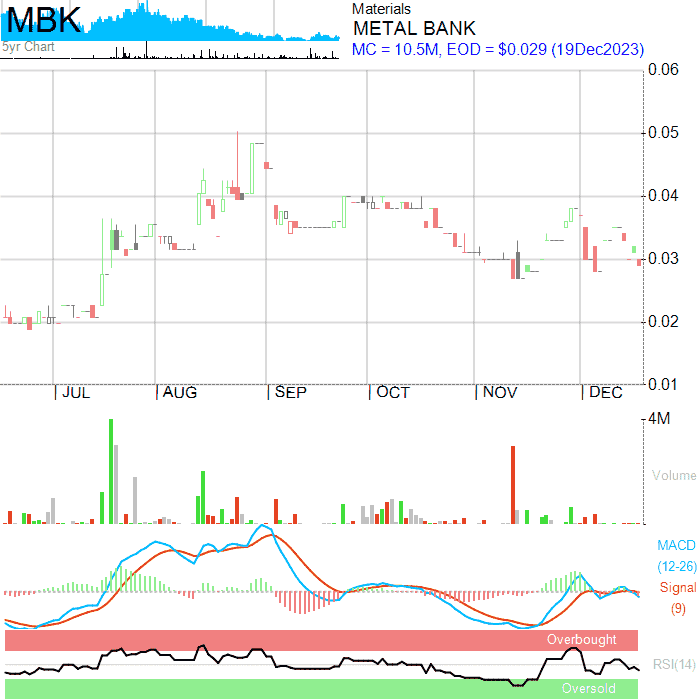 MBK
5yr Chart
Materials
METAL BANK
MC = 10.5M, EOD = $0.029 (19Dec2023)
0.06
0.05
0.04
0.03
0.02
0.01
JUL AUG SEP OCT NOV DEC
4M
Volume
MACD
(12-26)
Signal
(9)
Overbought
RSI(14)
Oversold